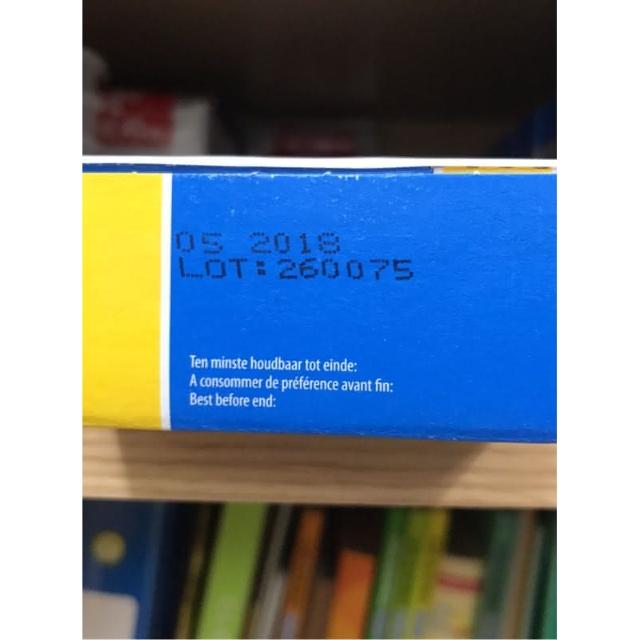 05 2018
LOT:260075
Ten minste houdbaar tot einde:
A consommer de préférence avant fin:
Best before end: